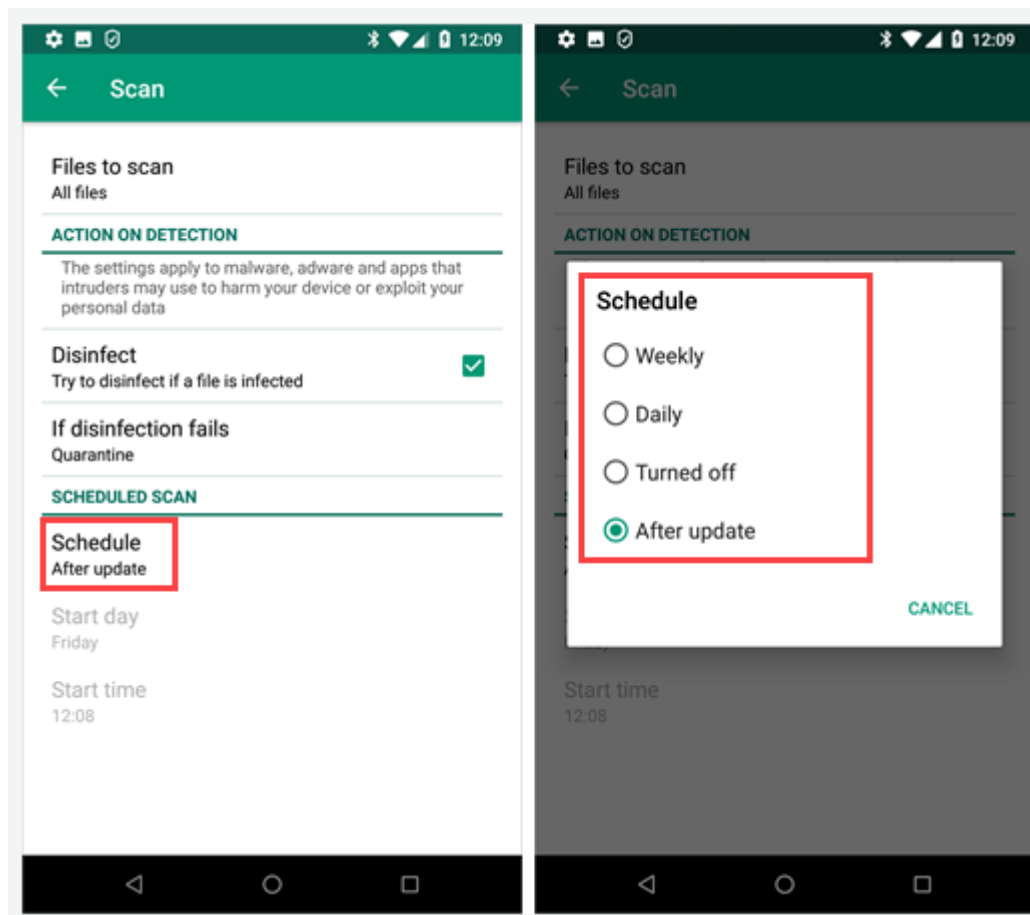 12:09
Scan
Files to scan
All files
ACTION ON DETECTION
The settings apply to malware, adware and apps that
intruders may use to harm your device or exploit your
personal data
Disinfect
Try to disinfect if a file is infected
If disinfection fails
Quarantine
SCHEDULED SCAN
Schedule
After update
Start day
Friday
Start time
12:08
12:09
Scan
Files to scan
All files
ACTION ON DETECTION
Schedule
Weekly
Daily
Turned off
After update
CANCEL
Start time
12:08